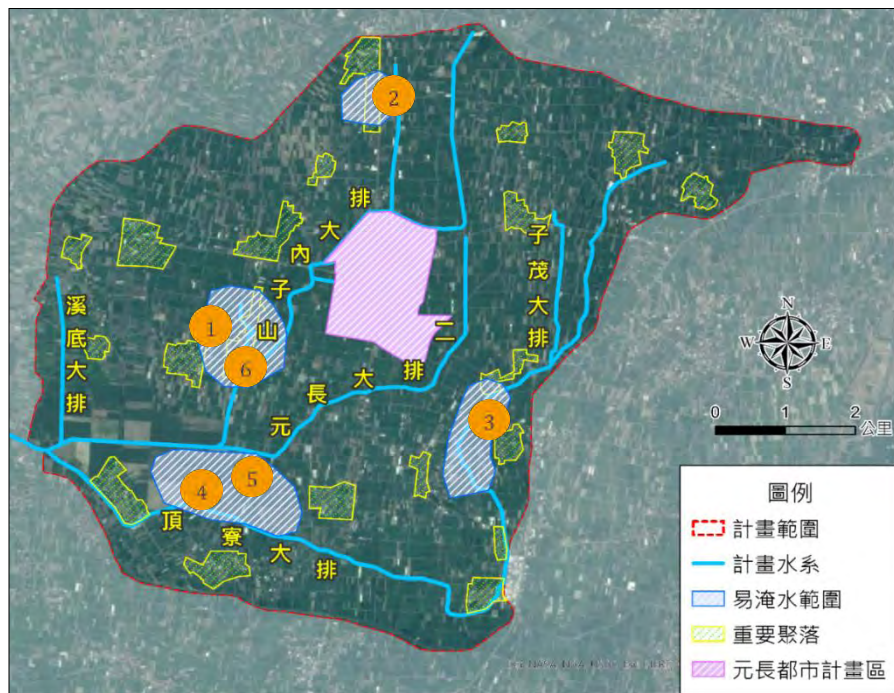 2
內大排
子
山
1
6
溪底大排
元長大排二
子茂大排
3
4
5
頂寮大排
N
W
E
S
0 1 2
公里
圖例
計畫範圍
計畫水系
易淹水範圍
重要聚落
元長都市計畫區